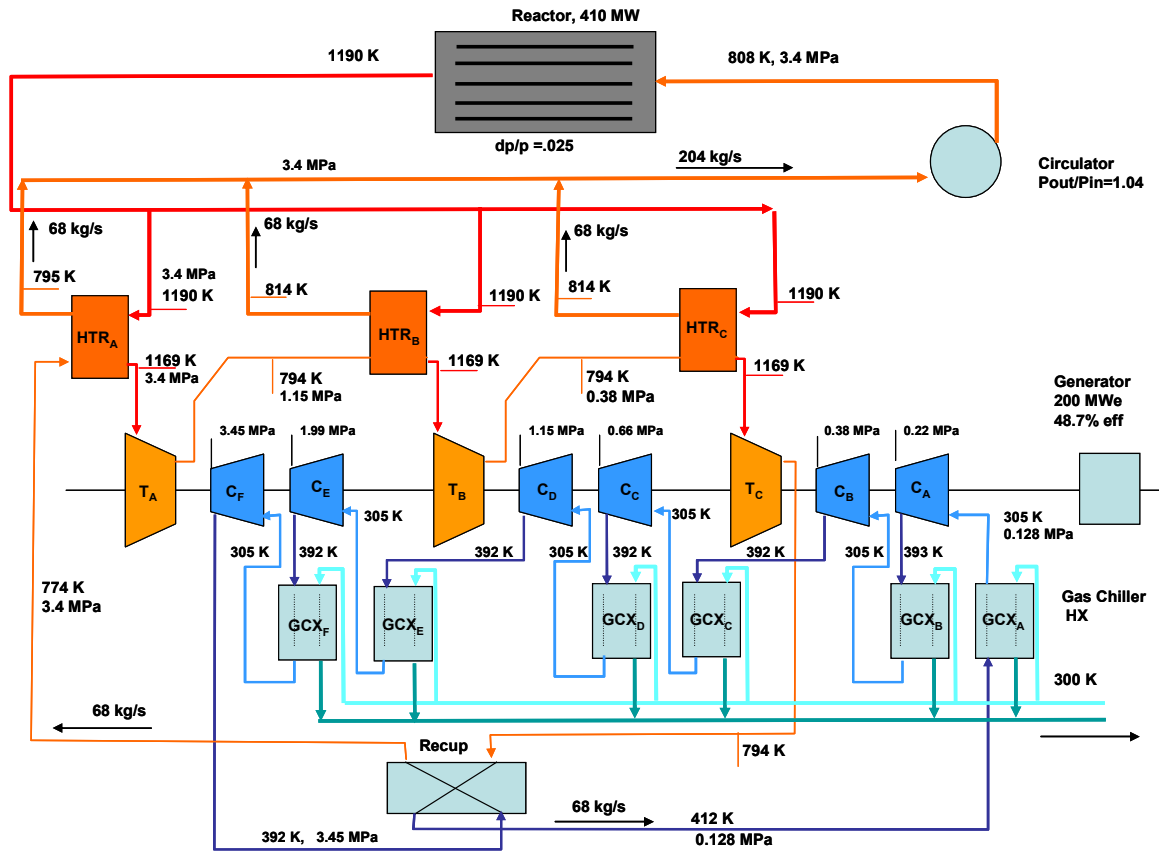 Reactor, 410 MW
1190 K
808 K, 3.4 MPa
dp/p =.025
3.4 MPa
204 kg/s
Circulator
Pout/Pin=1.04
68 kg/s
68 kg/s
68 kg/s
795 K
3.4 MPa
1190 K
814 K
1190 K
814 K
1190 K
HTRA
HTRB
HTRC
1169 K
3.4 MPa
1169 K
1169 K
794 K
1.15 MPa
794 K
0.38 MPa
Generator
200 MWe
48.7% eff
3.45 MPa
1.99 MPa
1.15 MPa
0.66 MPa
0.38 MPa
0.22 MPa
TA
CF
CE
TB
CD
CC
TC
CB
CA
305 K
305 K
305 K
0.128 MPa
305 K
392 K
392 K
305 K
392 K
392 K
305 K
393 K
774 K
3.4 MPa
GCXF
GCXE
GCXD
GCXC
GCXB
GCXA
Gas Chiller
HX
300 K
68 kg/s
Recup
794 K
68 kg/s
412 K
0.128 MPa
392 K, 3.45 MPa